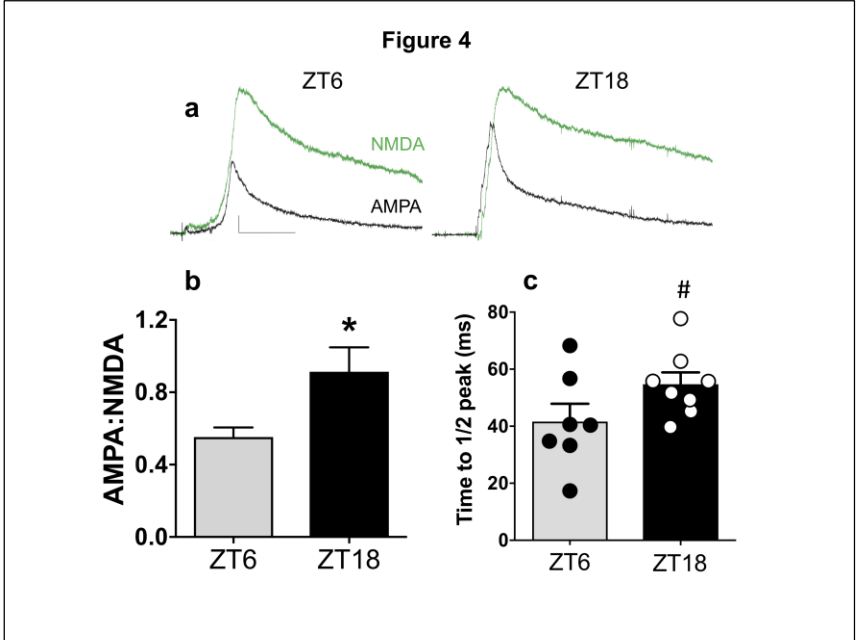 Figure 4
a
ZT6
ZT18
NMDA
AMPA
b
AMPA:NMDA
1.2
0.8
0.4
0.0
*
ZT6
ZT18
c
Time to 1/2 peak (ms)
80
60
40
20
0
#
ZT6
ZT18